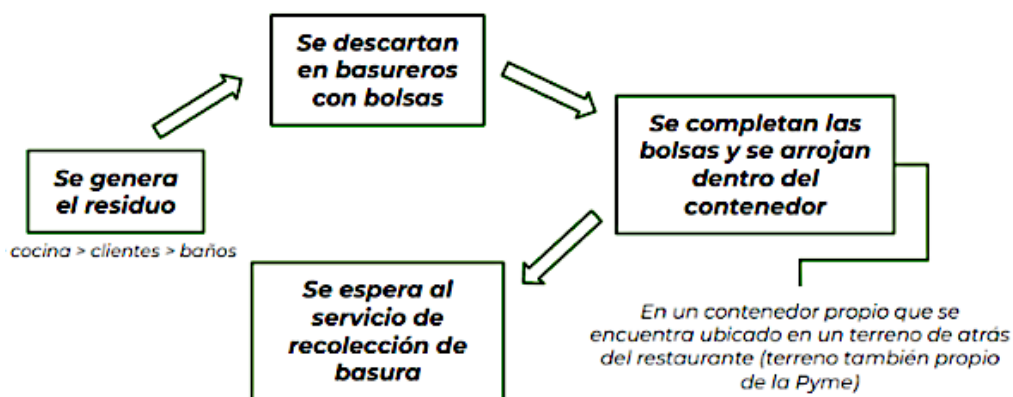 Se genera
el residuo
cocina > clientes > baños
Se descartan
en basureros
con bolsas
Se completan las
bolsas y se arrojan
dentro del
contenedor
En un contenedor propio que se
encuentra ubicado en un terreno de atrás
del restaurante (terreno también propio
de la Pyme)
Se espera al
servicio de
recolección de
basura